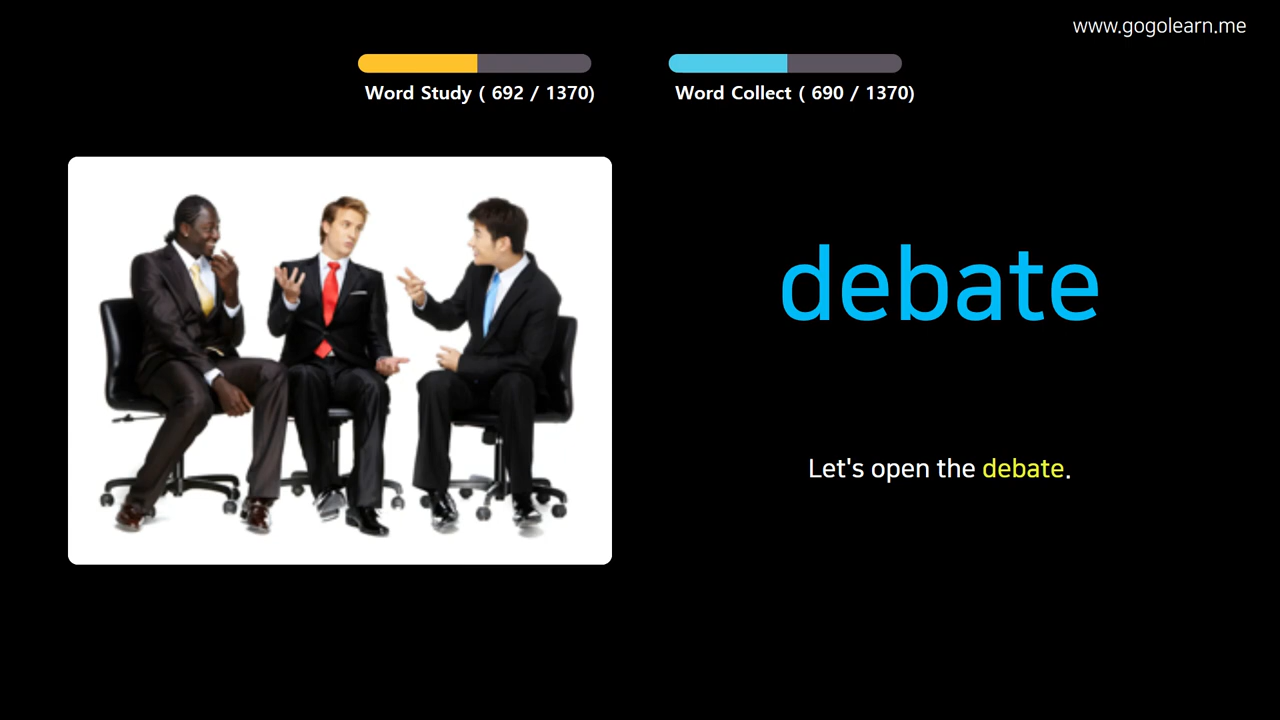 www.gogolearn.me
Word Study ( 692 / 1370)
Word Collect ( 690 / 1370)
debate
Let's open the debate.